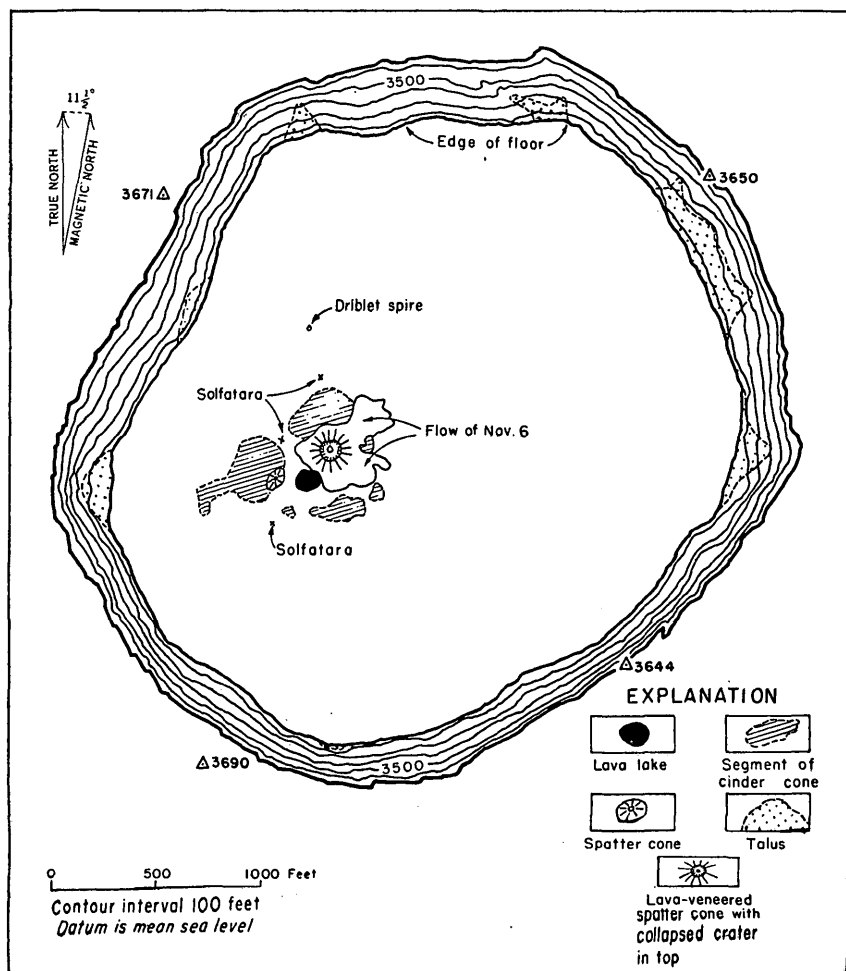 3500
11½°
TRUE NORTH
MAGNETIC NORTH
Edge of floor
3671
3650
Driblet spire
Solfatara
Flow of Nov. 6
Solfatara
3644
3690
3500
EXPLANATION
Lava lake
Segment of
cinder cone
Spatter cone
Talus
Lava-veneered
spatter cone with
collapsed crater
in top
0 500 1000 Feet
Contour interval 100 feet
Datum is mean sea level